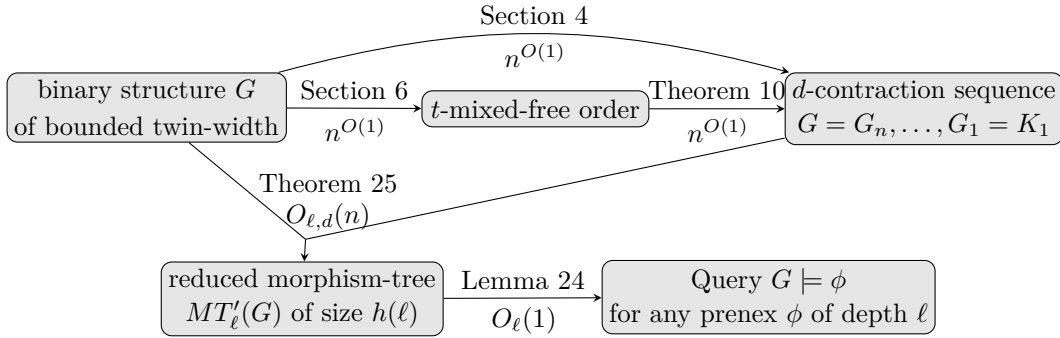 Section 4
n^{O(1)}
binary structure G
of bounded twin-width
Section 6
n^{O(1)}
t-mixed-free order
Theorem 10
n^{O(1)}
d-contraction sequence
G = G_n, . . . , G_1 = K_1
Theorem 25
O_{ℓ,d}(n)
reduced morphism-tree
MT′_ℓ(G) of size h(ℓ)
Lemma 24
O_ℓ(1)
Query G ⊨ ϕ
for any prenex ϕ of depth ℓ